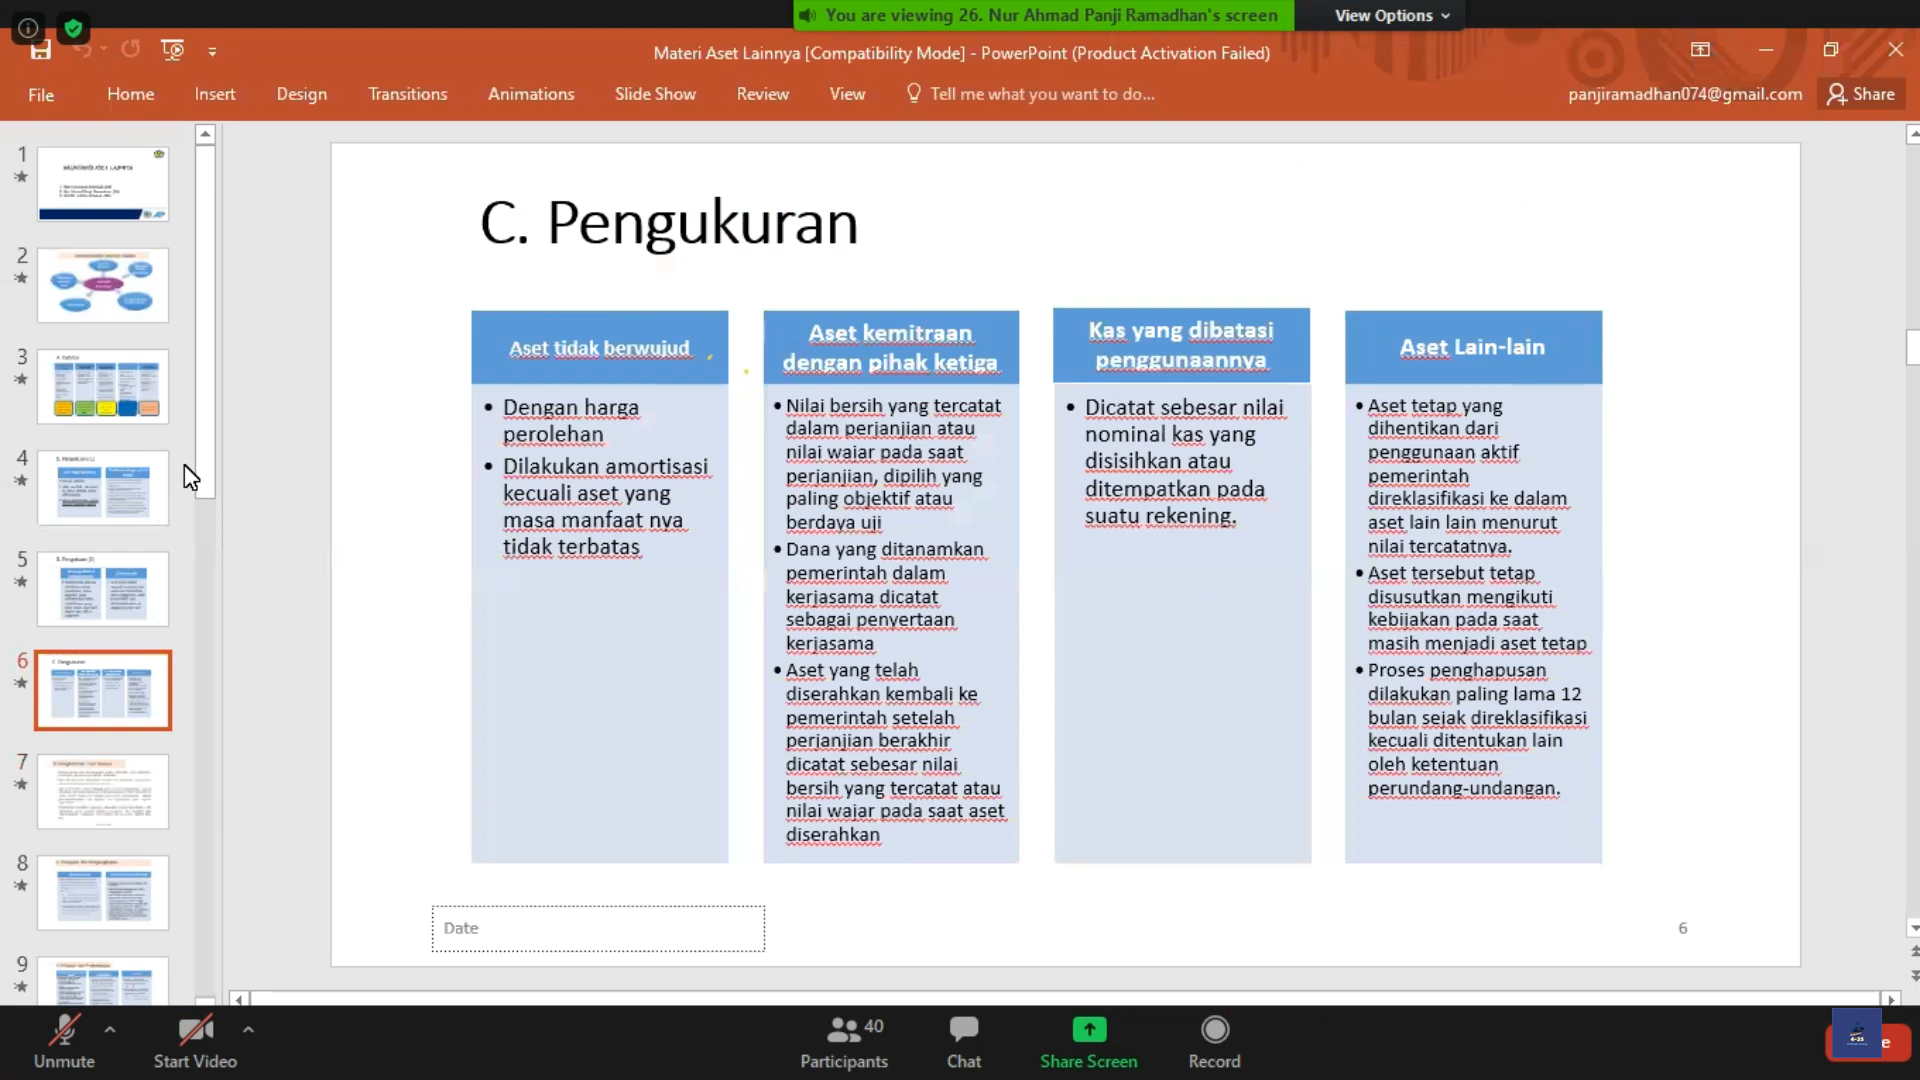 You are viewing 26. Nur Ahmad Panji Ramadhan's screen
View Options
Materi Aset Lainnya [Compatibility Mode] - PowerPoint (Product Activation Failed)
File
Home
Insert
Design
Transitions
Animations
Slide Show
Review
View
Tell me what you want to do...
panjiramadhan074@gmail.com
Share
1
2
3
4
5
6
7
8
9
C. Pengukuran
Aset tidak berwujud
• Dengan harga
perolehan
• Dilakukan amortisasi
kecuali aset yang
masa manfaat nya
tidak terbatas
Aset kemitraan
dengan pihak ketiga
• Nilai bersih yang tercatat
dalam perjanjian atau
nilai wajar pada saat
perjanjian, dipilih yang
paling objektif atau
berdaya uji
• Dana yang ditanamkan
pemerintah dalam
kerjasama dicatat
sebagai penyertaan
kerjasama
• Aset yang telah
diserahkan kembali ke
pemerintah setelah
perjanjian berakhir
dicatat sebesar nilai
bersih yang tercatat atau
nilai wajar pada saat aset
diserahkan
Kas yang dibatasi
penggunaannya
• Dicatat sebesar nilai
nominal kas yang
disisihkan atau
ditempatkan pada
suatu rekening.
Aset Lain-lain
• Aset tetap yang
dihentikan dari
penggunaan aktif
pemerintah
direklasifikasi ke dalam
aset lain lain menurut
nilai tercatatnya.
• Aset tersebut tetap
disusutkan mengikuti
kebijakan pada saat
masih menjadi aset tetap
• Proses penghapusan
dilakukan paling lama 12
bulan sejak direklasifikasi
kecuali ditentukan lain
oleh ketentuan
perundang-undangan.
Date
6
Unmute
Start Video
40
Participants
Chat
Share Screen
Record
4-25